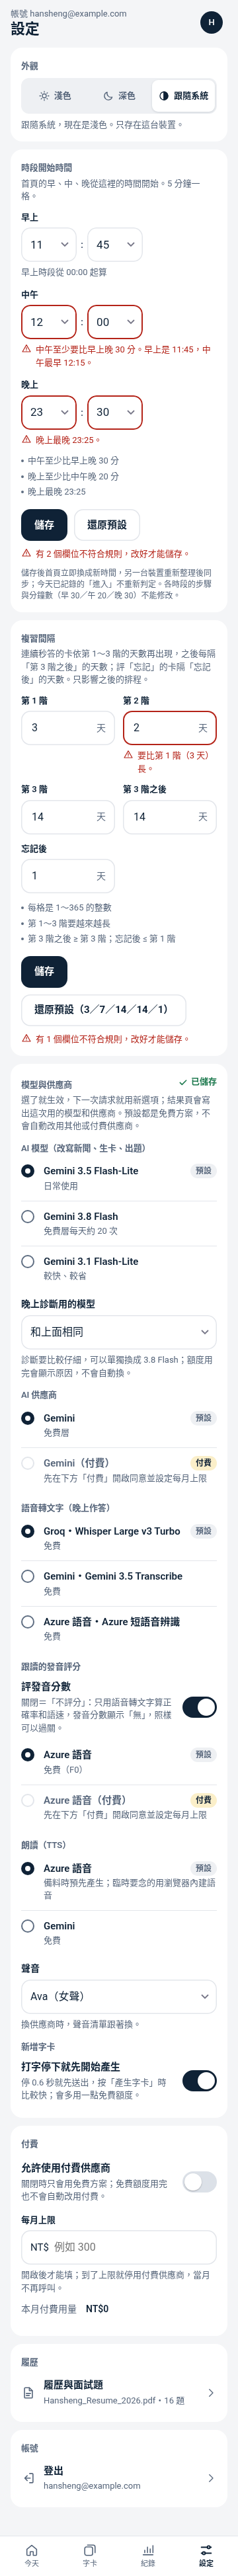 帳號 hansheng@example.com
設定
H
外觀
淺色
深色
跟隨系統
跟隨系統，現在是淺色。只存在這台裝置。
時段開始時間
首頁的早、中、晚從這裡的時間開始。5 分鐘一
格。
早上
11 : 45
早上時段從 00:00 起算
中午
12 : 00
中午至少要比早上晚 30 分。早上是 11:45，中
午最早 12:15。
晚上
23 : 30
晚上最晚 23:25。
• 中午至少比早上晚 30 分
• 晚上至少比中午晚 20 分
• 晚上最晚 23:25
儲存
還原預設
有 2 個欄位不符合規則，改好才能儲存。
儲存後首頁立即換成新時間，另一台裝置重新整理後同
步；今天已記錄的「進入」不重新判定。各時段的步驟
與分鐘數（早 30／午 20／晚 30）不能修改。
複習間隔
連續秒答的卡依第 1～3 階的天數再出現，之後每隔
「第 3 階之後」的天數；評「忘記」的卡隔「忘記
後」的天數。只影響之後的排程。
第 1 階
第 2 階
3 天
2 天
要比第 1 階（3 天）
長。
第 3 階
第 3 階之後
14 天
14 天
忘記後
1 天
• 每格是 1～365 的整數
• 第 1～3 階要越來越長
• 第 3 階之後 ≥ 第 3 階；忘記後 ≤ 第 1 階
儲存
還原預設（3／7／14／14／1）
有 1 個欄位不符合規則，改好才能儲存。
模型與供應商
已儲存
選了就生效，下一次請求就用新選項；結果頁會寫
出這次用的模型和供應商。預設都是免費方案，不
會自動改用其他或付費供應商。
AI 模型（改寫新聞、生卡、出題）
Gemini 3.5 Flash-Lite
預設
日常使用
Gemini 3.8 Flash
免費層每天約 20 次
Gemini 3.1 Flash-Lite
較快、較省
晚上診斷用的模型
和上面相同
診斷要比較仔細，可以單獨換成 3.8 Flash；額度用
完會顯示原因，不會自動換。
AI 供應商
Gemini
預設
免費層
Gemini（付費）
付費
先在下方「付費」開啟同意並設定每月上限
語音轉文字（晚上作答）
Groq・Whisper Large v3 Turbo
預設
免費
Gemini・Gemini 3.5 Transcribe
免費
Azure 語音・Azure 短語音辨識
免費
跟讀的發音評分
評發音分數
關閉＝「不評分」：只用語音轉文字算正
確率和語速，發音分數顯示「無」，照樣
可以過關。
Azure 語音
預設
免費（F0）
Azure 語音（付費）
付費
先在下方「付費」開啟同意並設定每月上限
朗讀（TTS）
Azure 語音
預設
備料時預先產生；臨時要念的用瀏覽器內建語
音
Gemini
免費
聲音
Ava（女聲）
換供應商時，聲音清單跟著換。
新增字卡
打字停下就先開始產生
停 0.6 秒就先送出，按「產生字卡」時
比較快；會多用一點免費額度。
付費
允許使用付費供應商
關閉時只會用免費方案；免費額度用完
也不會自動改用付費。
每月上限
NT$ 例如 300
開啟後才能填；到了上限就停用付費供應商，當月
不再呼叫。
本月付費用量 NT$0
履歷
履歷與面試題
Hansheng_Resume_2026.pdf・16 題
帳號
登出
hansheng@example.com
今天
字卡
紀錄
設定